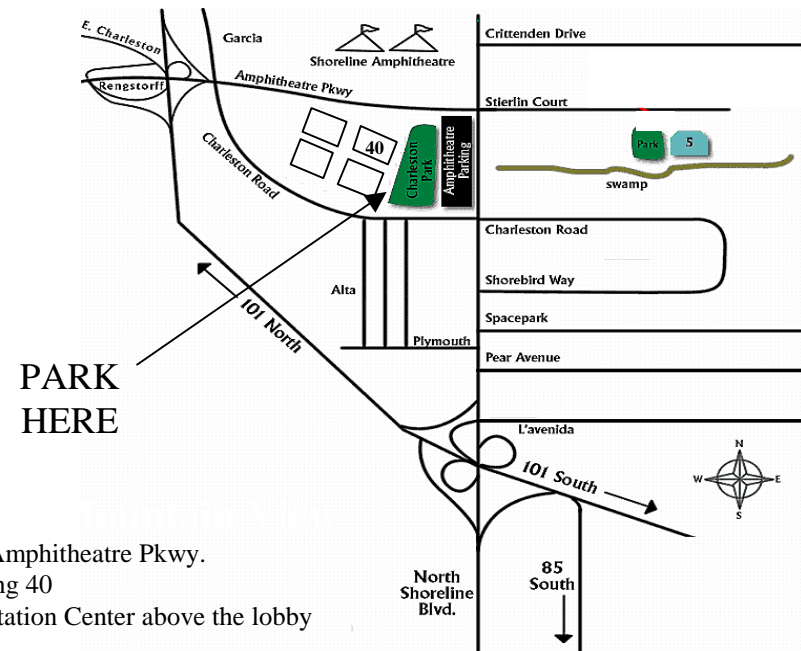 E. Charleston
Garcia
Shoreline Amphitheatre
Crittenden Drive
Rengstorff
Amphitheatre Pkwy
Stierlin Court
40
Charleston
Park
Amphitheatre
Parking
Park
5
swamp
Charleston Road
Charleston Road
Alta
Shorebird Way
101 North
Spacepark
Plymouth
Pear Avenue
PARK
HERE
L'avenida
101 South
N
W
E
S
Amphitheatre Pkwy.
ng 40
tation Center above the lobby
North
Shoreline
Blvd.
85
South